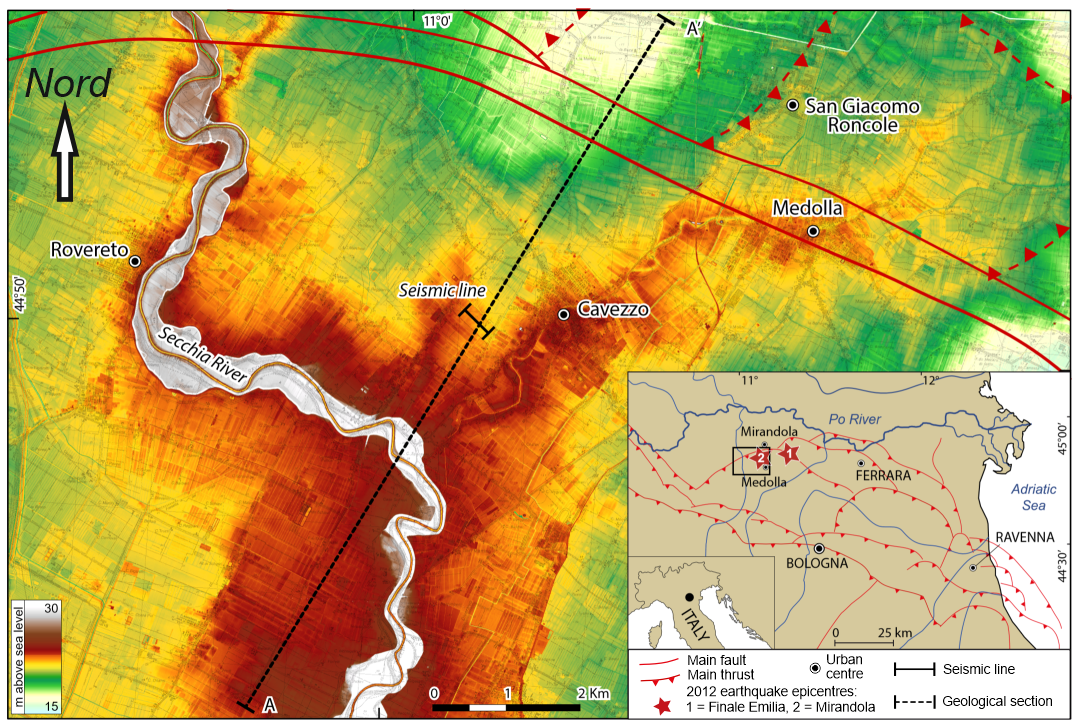 11°0'
A'
Nord
San Giacomo
Roncole
Medolla
Rovereto
44°50'
Seismic line
Cavezzo
Secchia River
A
m above sea level
30
15
0
1
2 Km
11°
12°
Po River
Mirandola
2
1
Medolla
FERRARA
45°00'
Adriatic
Sea
RAVENNA
BOLOGNA
44°30'
ITALY
0
25 km
Main fault
Main thrust
2012 earthquake epicentres:
1 = Finale Emilia, 2 = Mirandola
Urban
centre
Seismic line
Geological section